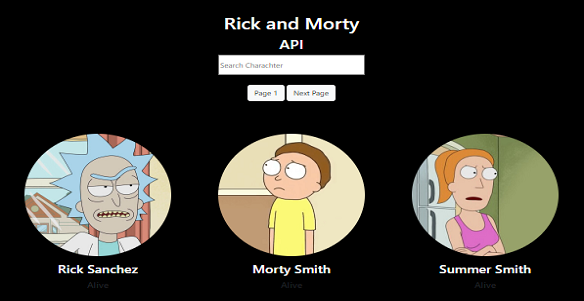 Rick and Morty
API
Search Charachter
Page 1 Next Page
Rick Sanchez Morty Smith Summer Smith
Alive Alive Alive